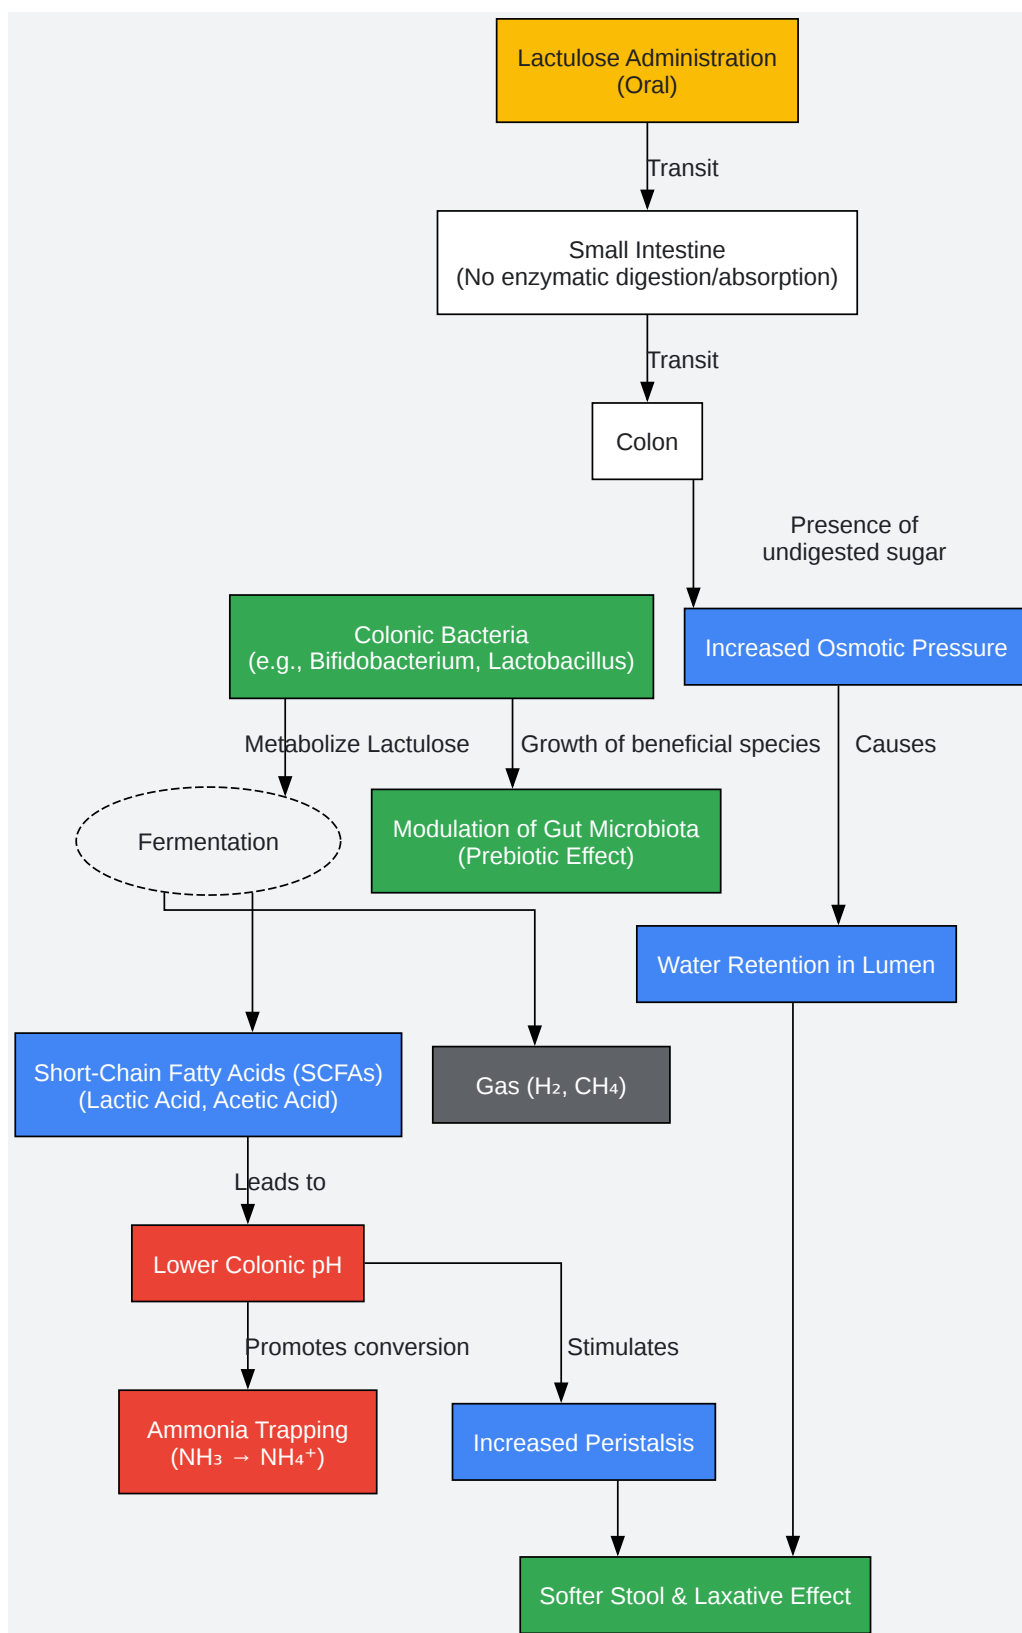 Lactulose Administration
(Oral)
Transit
Small Intestine
(No enzymatic digestion/absorption)
Transit
Colon
Presence of
undigested sugar
Colonic Bacteria
(e.g., Bifidobacterium, Lactobacillus)
Increased Osmotic Pressure
Metabolize Lactulose
Growth of beneficial species
Causes
Fermentation
Modulation of Gut Microbiota
(Prebiotic Effect)
Water Retention in Lumen
Short-Chain Fatty Acids (SCFAs)
(Lactic Acid, Acetic Acid)
Gas (H₂, CH₄)
Leads to
Lower Colonic pH
Promotes conversion
Stimulates
Ammonia Trapping
(NH₃ → NH₄⁺)
Increased Peristalsis
Softer Stool & Laxative Effect